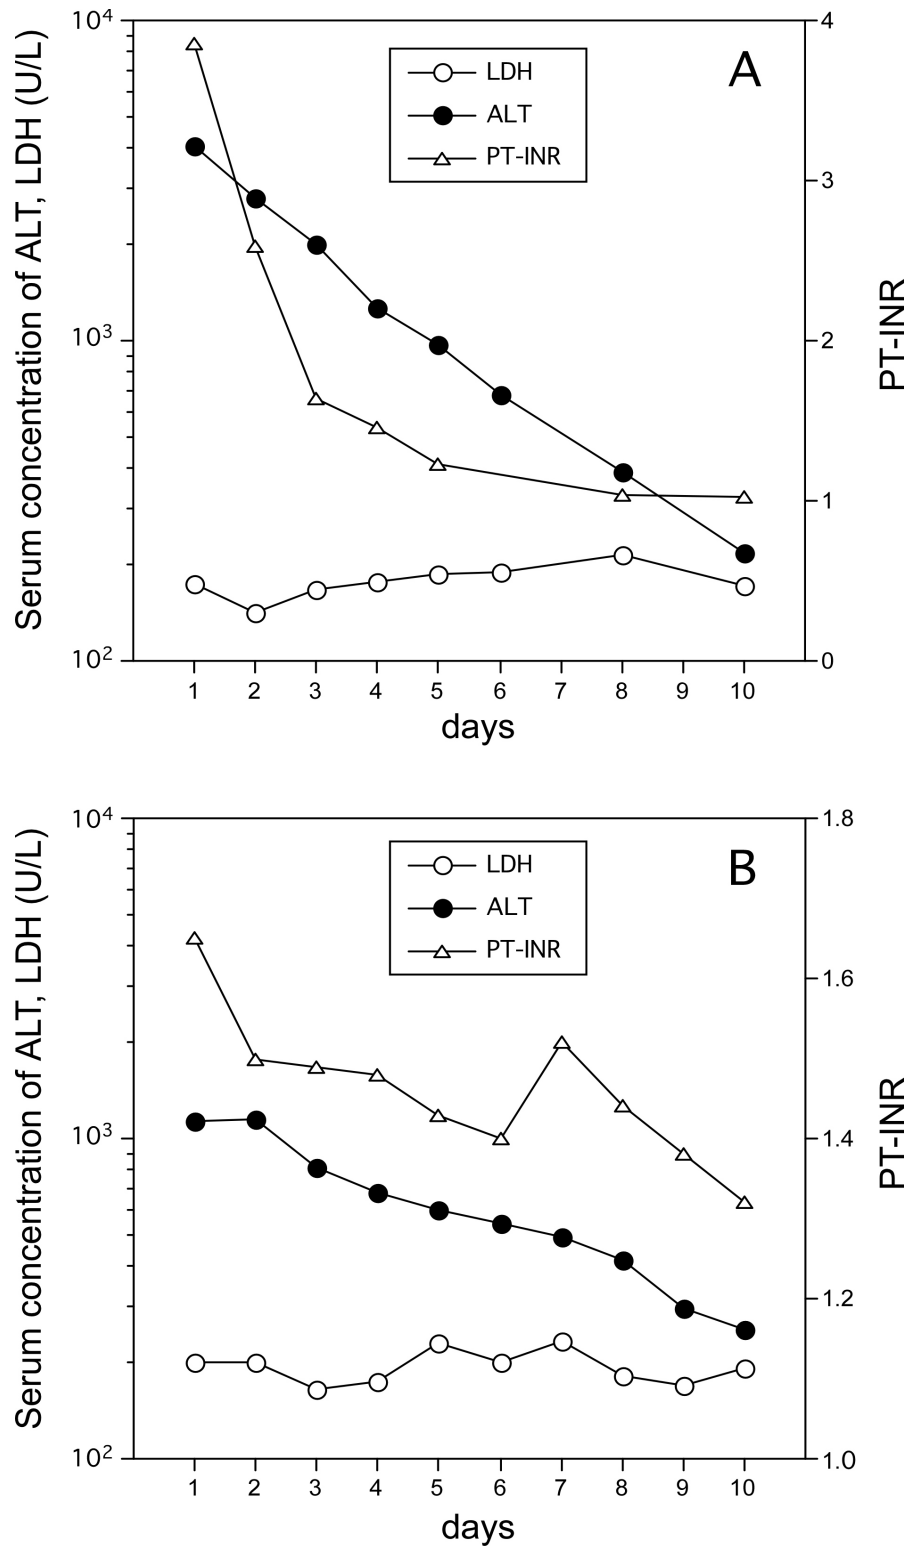 A
Serum concentration of ALT, LDH (U/L)
10⁴
10³
10²
LDH
ALT
PT-INR
4
3
2
1
0
PT-INR
1 2 3 4 5 6 7 8 9 10
days
B
Serum concentration of ALT, LDH (U/L)
10⁴
10³
10²
LDH
ALT
PT-INR
1.8
1.6
1.4
1.2
1.0
PT-INR
1 2 3 4 5 6 7 8 9 10
days